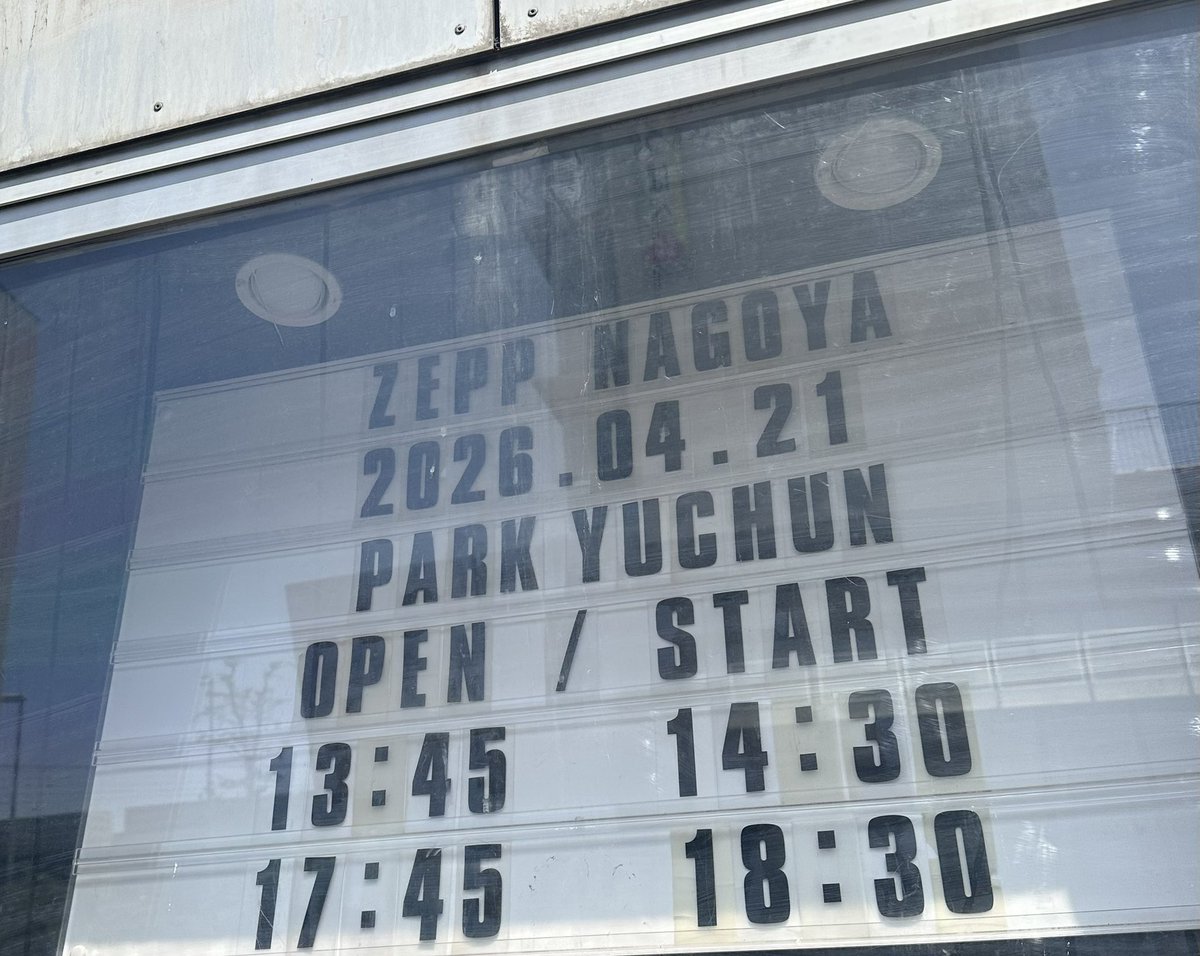 ZEPP NAGOYA
2026.04.21
PARK YUCHUN
OPEN / START
13:45 14:30
17:45 18:30